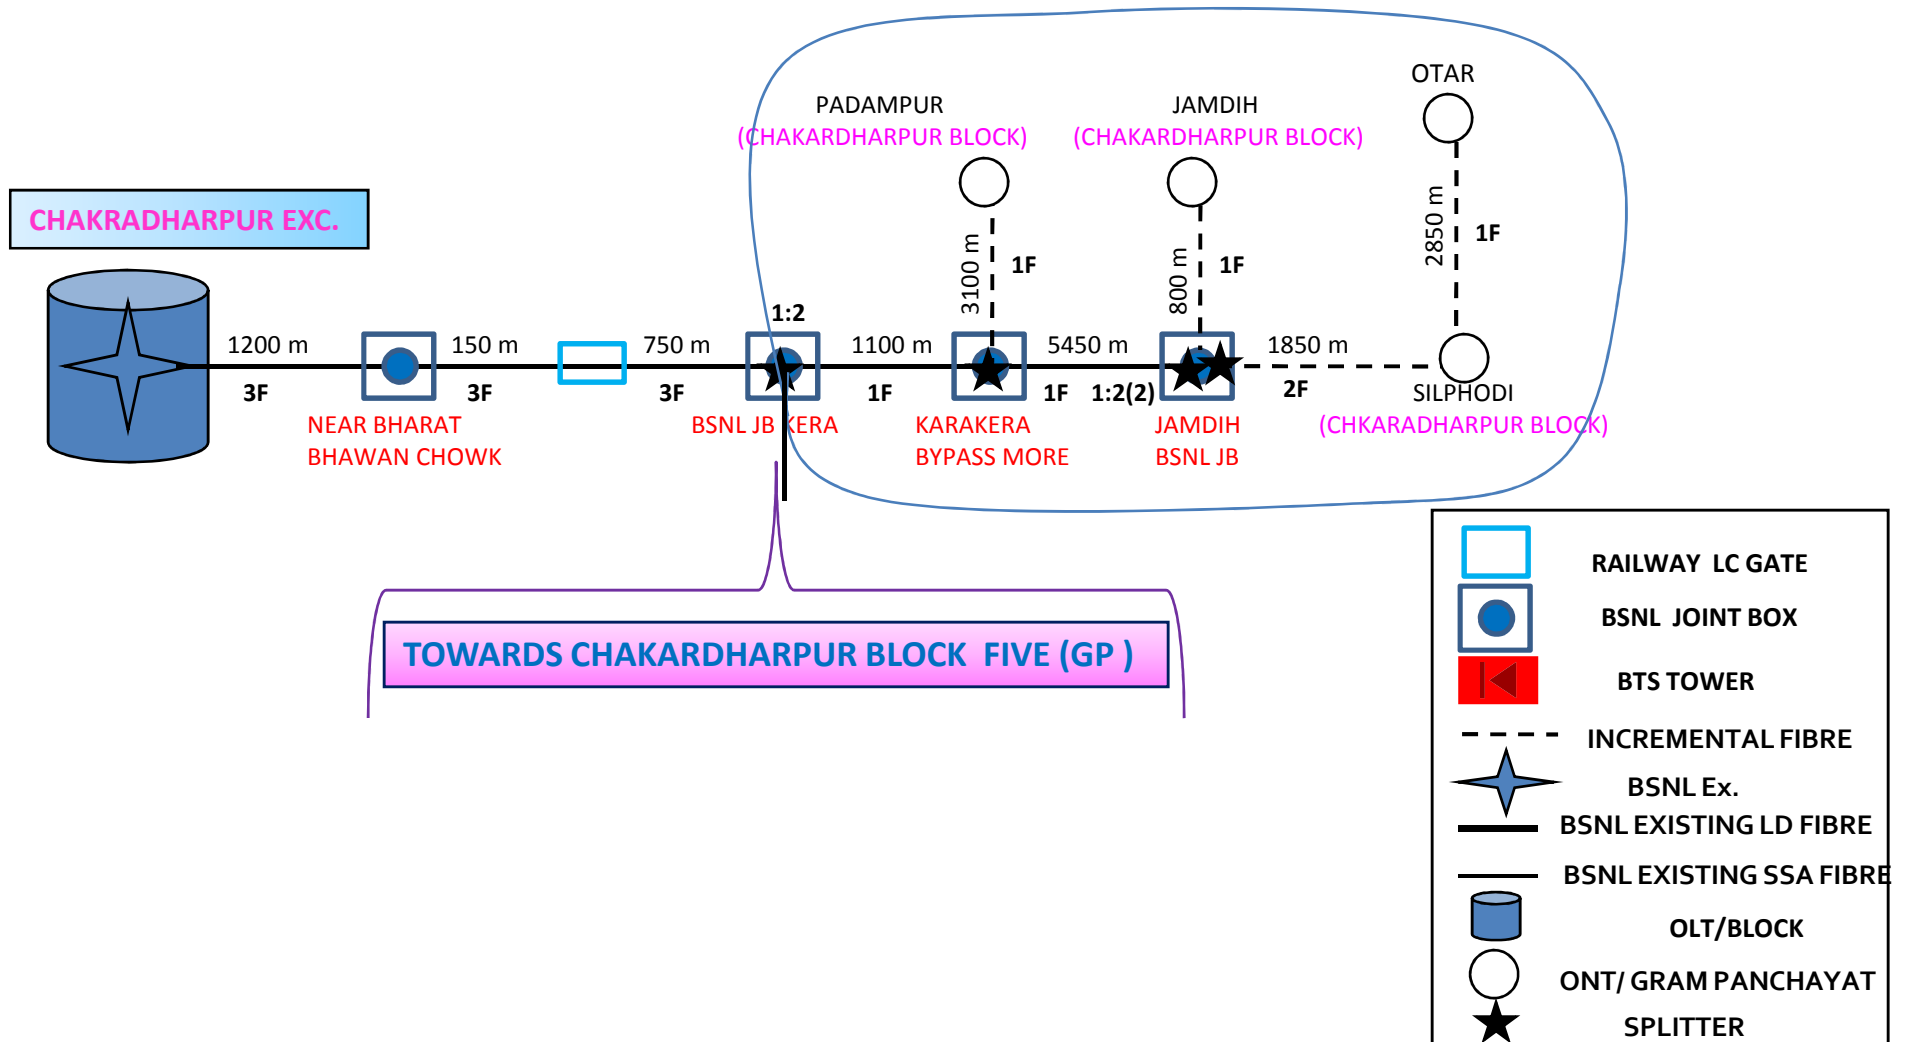 OTAR
PADAMPUR
(CHAKARDHARPUR BLOCK)
JAMDIH
(CHAKARDHARPUR BLOCK)
CHAKRADHARPUR EXC.
3100 m
1F
800 m
1F
2850 m
1F
1:2
1200 m
150 m
750 m
1100 m
5450 m
1850 m
3F
3F
3F
1F
1F
1:2(2)
2F
SILPHODI
(CHKARADHARPUR BLOCK)
NEAR BHARAT
BHAWAN CHOWK
BSNL JB KERA
KARAKERA
BYPASS MORE
JAMDIH
BSNL JB
TOWARDS CHAKARDHARPUR BLOCK FIVE (GP )
RAILWAY LC GATE
BSNL JOINT BOX
BTS TOWER
INCREMENTAL FIBRE
BSNL Ex.
BSNL EXISTING LD FIBRE
BSNL EXISTING SSA FIBRE
OLT/BLOCK
ONT/ GRAM PANCHAYAT
SPLITTER